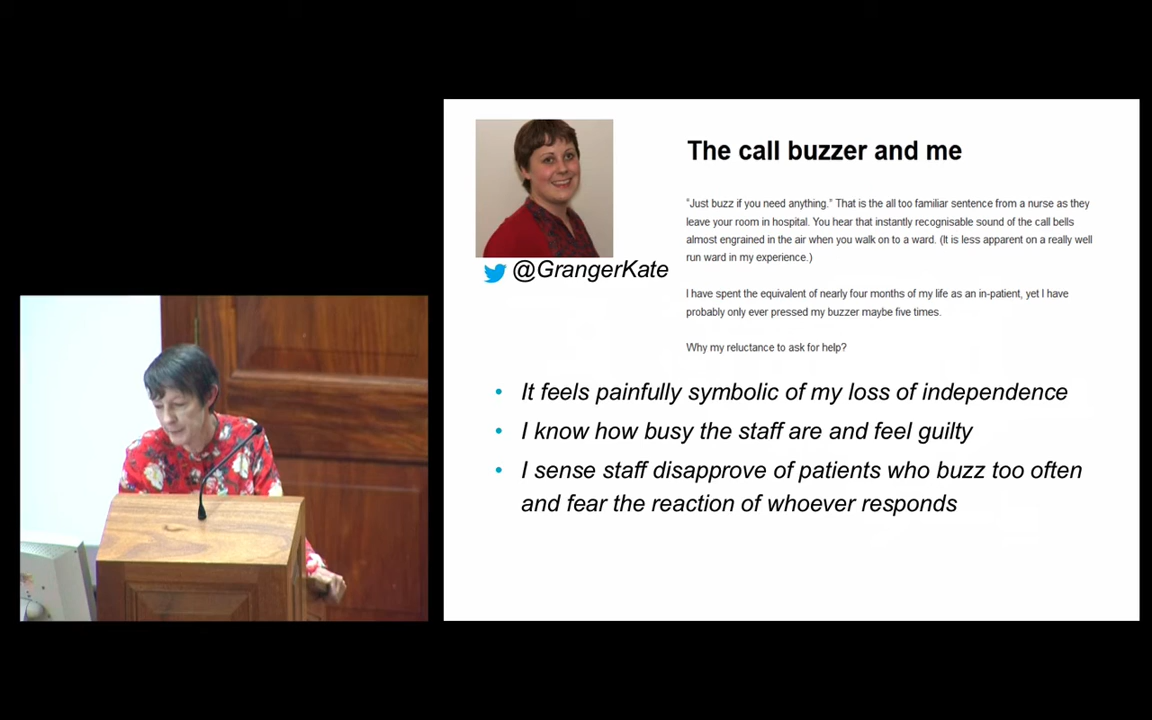 The call buzzer and me
"Just buzz if you need anything." That is the all too familiar sentence from a nurse as they
leave your room in hospital. You hear that instantly recognisable sound of the call bells
almost engrained in the air when you walk on to a ward. (It is less apparent on a really well
run ward in my experience.)
@GrangerKate
I have spent the equivalent of nearly four months of my life as an in-patient, yet I have
probably only ever pressed my buzzer maybe five times.
Why my reluctance to ask for help?
• It feels painfully symbolic of my loss of independence
• I know how busy the staff are and feel guilty
• I sense staff disapprove of patients who buzz too often
and fear the reaction of whoever responds